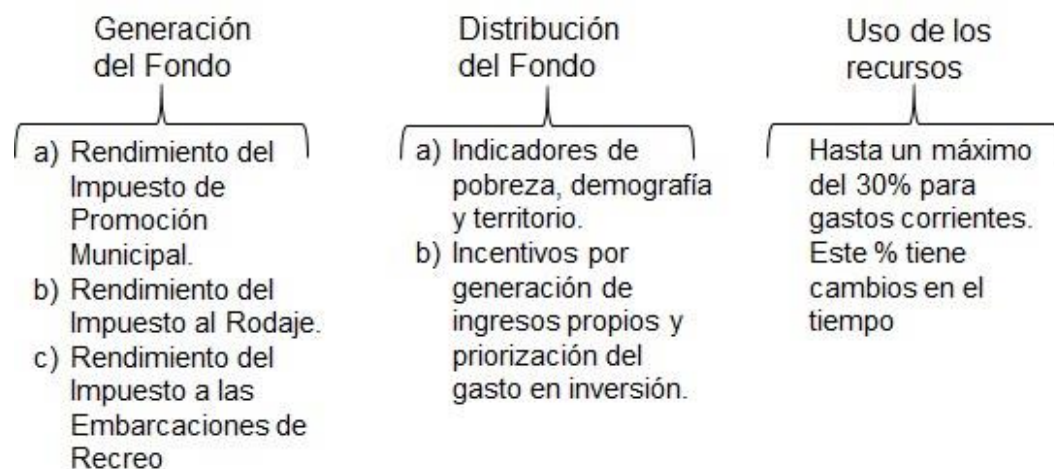 Generación
del Fondo
a) Rendimiento del
Impuesto de
Promoción
Municipal.
b) Rendimiento del
Impuesto al Rodaje.
c) Rendimiento del
Impuesto a las
Embarcaciones de
Recreo
Distribución
del Fondo
a) Indicadores de
pobreza, demografía
y territorio.
b) Incentivos por
generación de
ingresos propios y
priorización del
gasto en inversión.
Uso de los
recursos
Hasta un máximo
del 30% para
gastos corrientes.
Este % tiene
cambios en el
tiempo